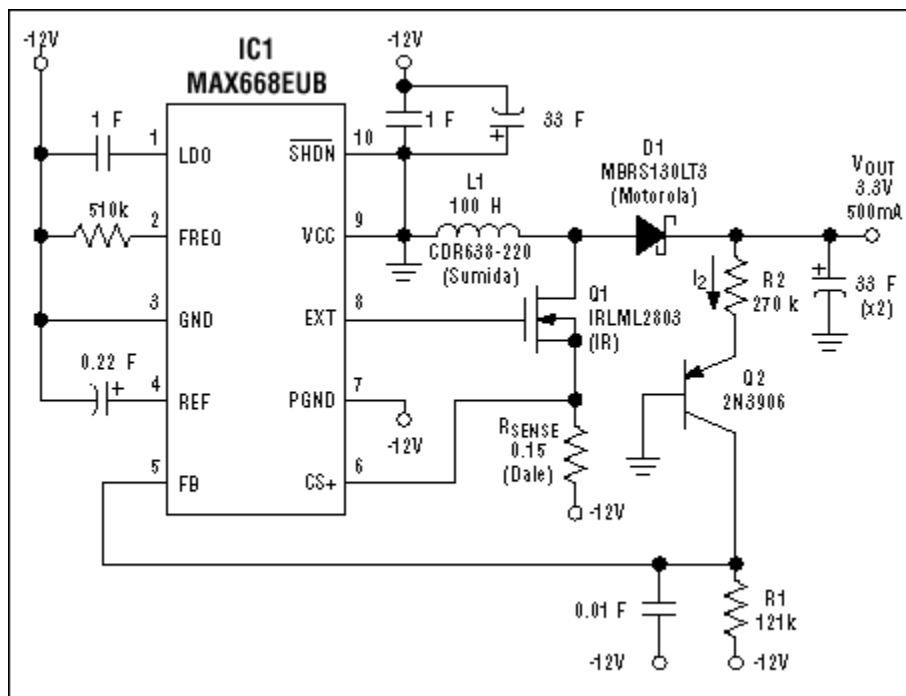 -12V
IC1
MAX668EUB
-12V
1 F
1
LDO
10
SHDN
1 F
33 F
D1
MBRS130LT3
(Motorola)
VOUT
3.3V
500mA
510k
2
FREQ
VCC
9
L1
100 H
CDR63B-220
(Sumida)
3
GND
EXT
8
Q1
IRLML2803
(IR)
I2
R2
270 k
33 F
(x2)
0.22 F
4
REF
PGND
7
-12V
Q2
2N3906
5
FB
CS+
6
RSENSE
0.15
(Dale)
-12V
0.01 F
R1
121k
-12V
-12V